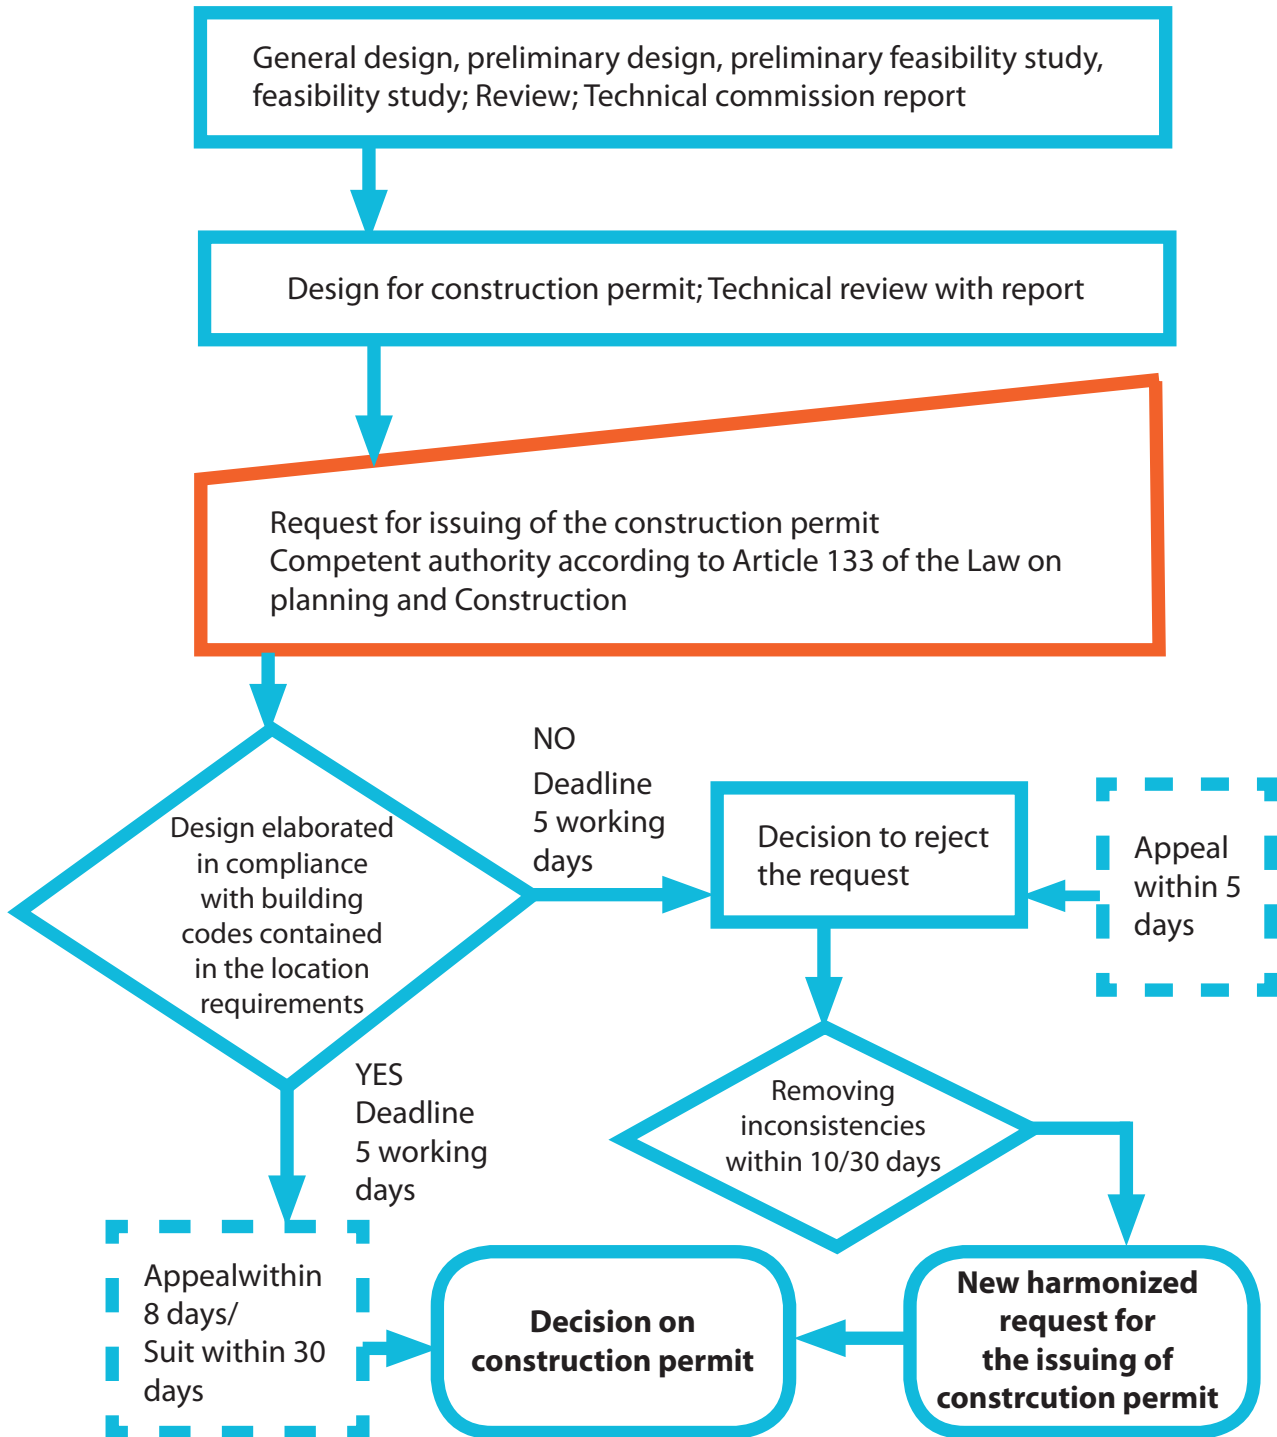 General design, preliminary design, preliminary feasibility study,
feasibility study; Review; Technical commission report
Design for construction permit; Technical review with report
Request for issuing of the construction permit
Competent authority according to Article 133 of the Law on
planning and Construction
Design elaborated
in compliance
with building
codes contained
in the location
requirements
NO
Deadline
5 working
days
Decision to reject
the request
Appeal
within 5
days
YES
Deadline
5 working
days
Removing
inconsistencies
within 10/30 days
Appealwithin
8 days/
Suit within 30
days
Decision on
construction permit
New harmonized
request for
the issuing of
constrcution permit